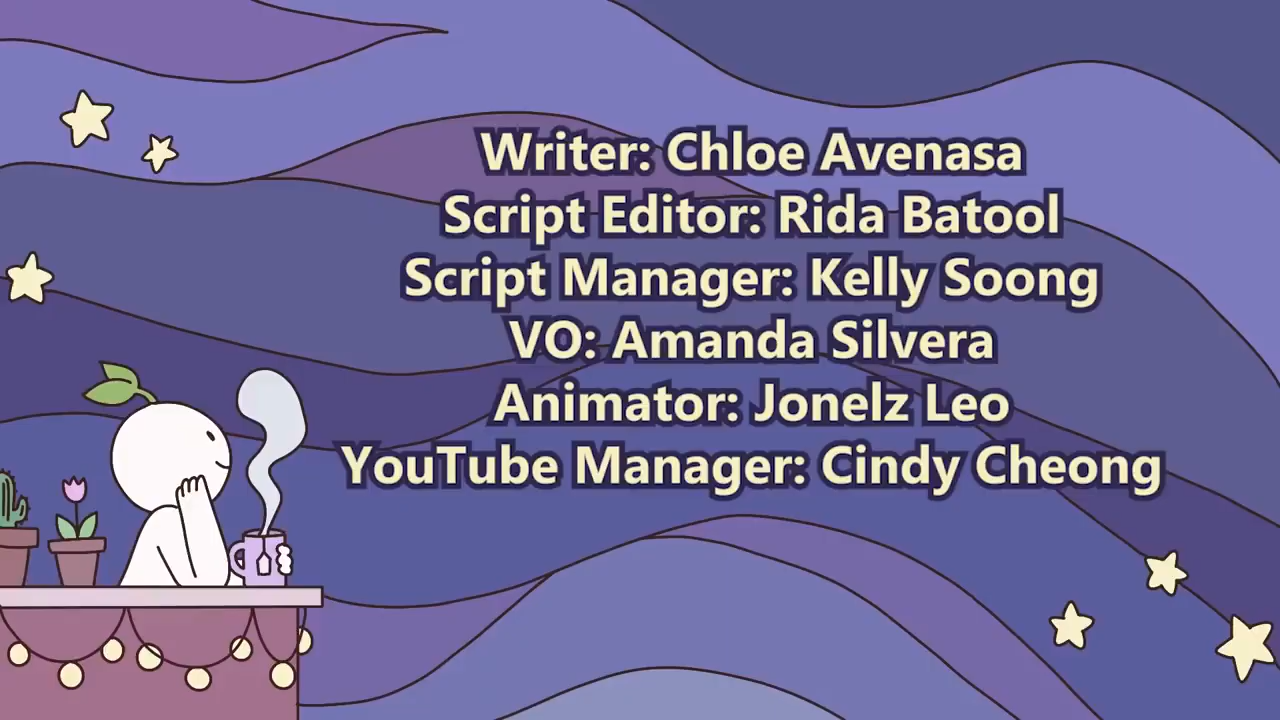 Writer: Chloe Avenasa
Script Editor: Rida Batool
Script Manager: Kelly Soong
VO: Amanda Silvera
Animator: Jonelz Leo
YouTube Manager: Cindy Cheong